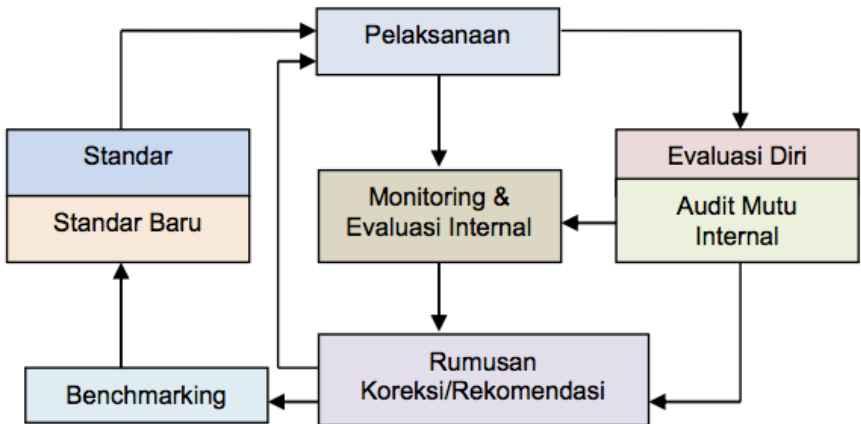 Pelaksanaan
Standar
Standar Baru
Monitoring &
Evaluasi Internal
Evaluasi Diri
Audit Mutu
Internal
Benchmarking
Rumusan
Koreksi/Rekomendasi